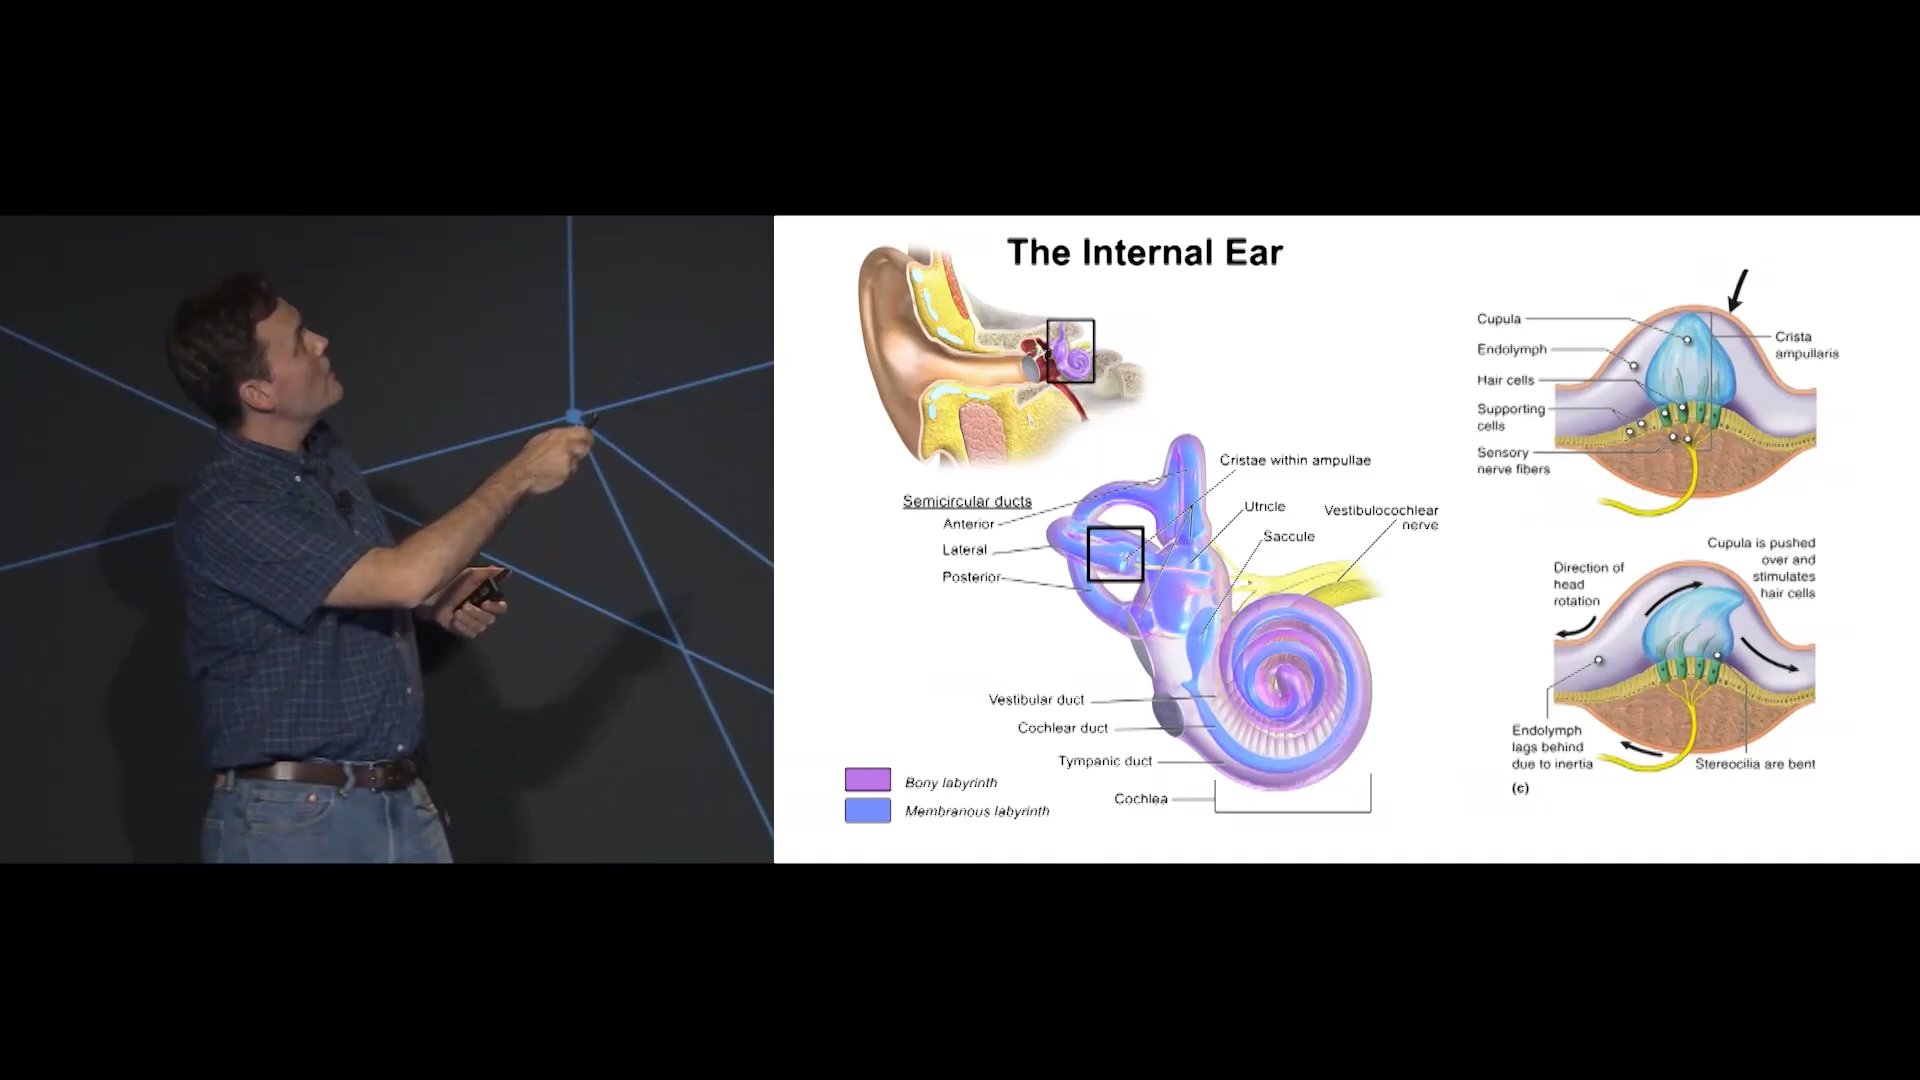 The Internal Ear
Semicircular ducts
Anterior
Lateral
Posterior
Cristae within ampullae
Utricle
Saccule
Vestibulocochlear
nerve
Vestibular duct
Cochlear duct
Tympanic duct
Cochlea
Bony labyrinth
Membranous labyrinth
Cupula
Endolymph
Hair cells
Supporting
cells
Sensory
nerve fibers
Crista
ampullaris
Cupula is pushed
over and
stimulates
hair cells
Direction of
head
rotation
Endolymph
lags behind
due to inertia
Stereocilia are bent
(c)